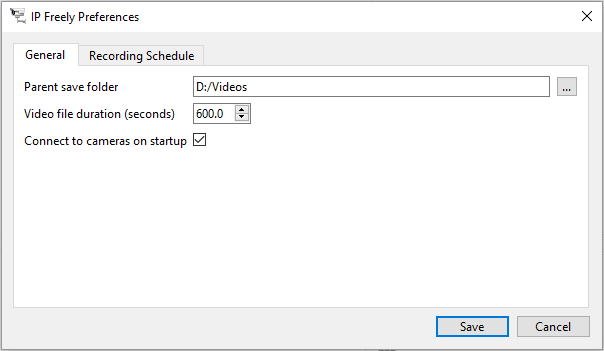 IP Freely Preferences
General Recording Schedule
Parent save folder D:/Videos ...
Video file duration (seconds) 600.0
Connect to cameras on startup
Save Cancel